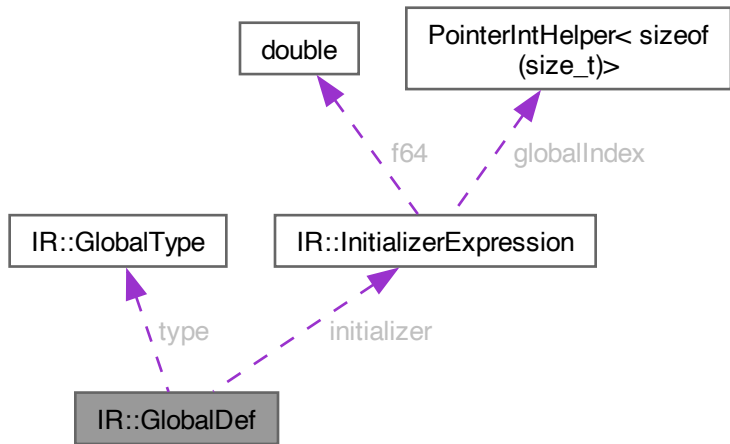 double
PointerIntHelper< sizeof
(size_t)>
f64
globalIndex
IR::GlobalType
IR::InitializerExpression
type
initializer
IR::GlobalDef